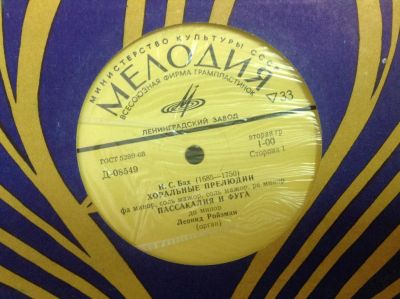 МИНИСТЕРСТВО КУЛЬТУРЫ СССР
МЕЛОДИЯ
ВСЕСОЮЗНАЯ ФИРМА ГРАМПЛАСТИНОК
33
ЛЕНИНГРАДСКИЙ ЗАВОД
ГОСТ 5289-68
Д-08549
вторая гр
1-00
Сторона 1
И. С. Бах (1685—1750)
ХОРАЛЬНЫЕ ПРЕЛЮДИИ
фа минор, соль мажор, соль мажор, ре минор
ПАССАКАЛИЯ И ФУГА
до минор
Леонид Ройзман
(орган)